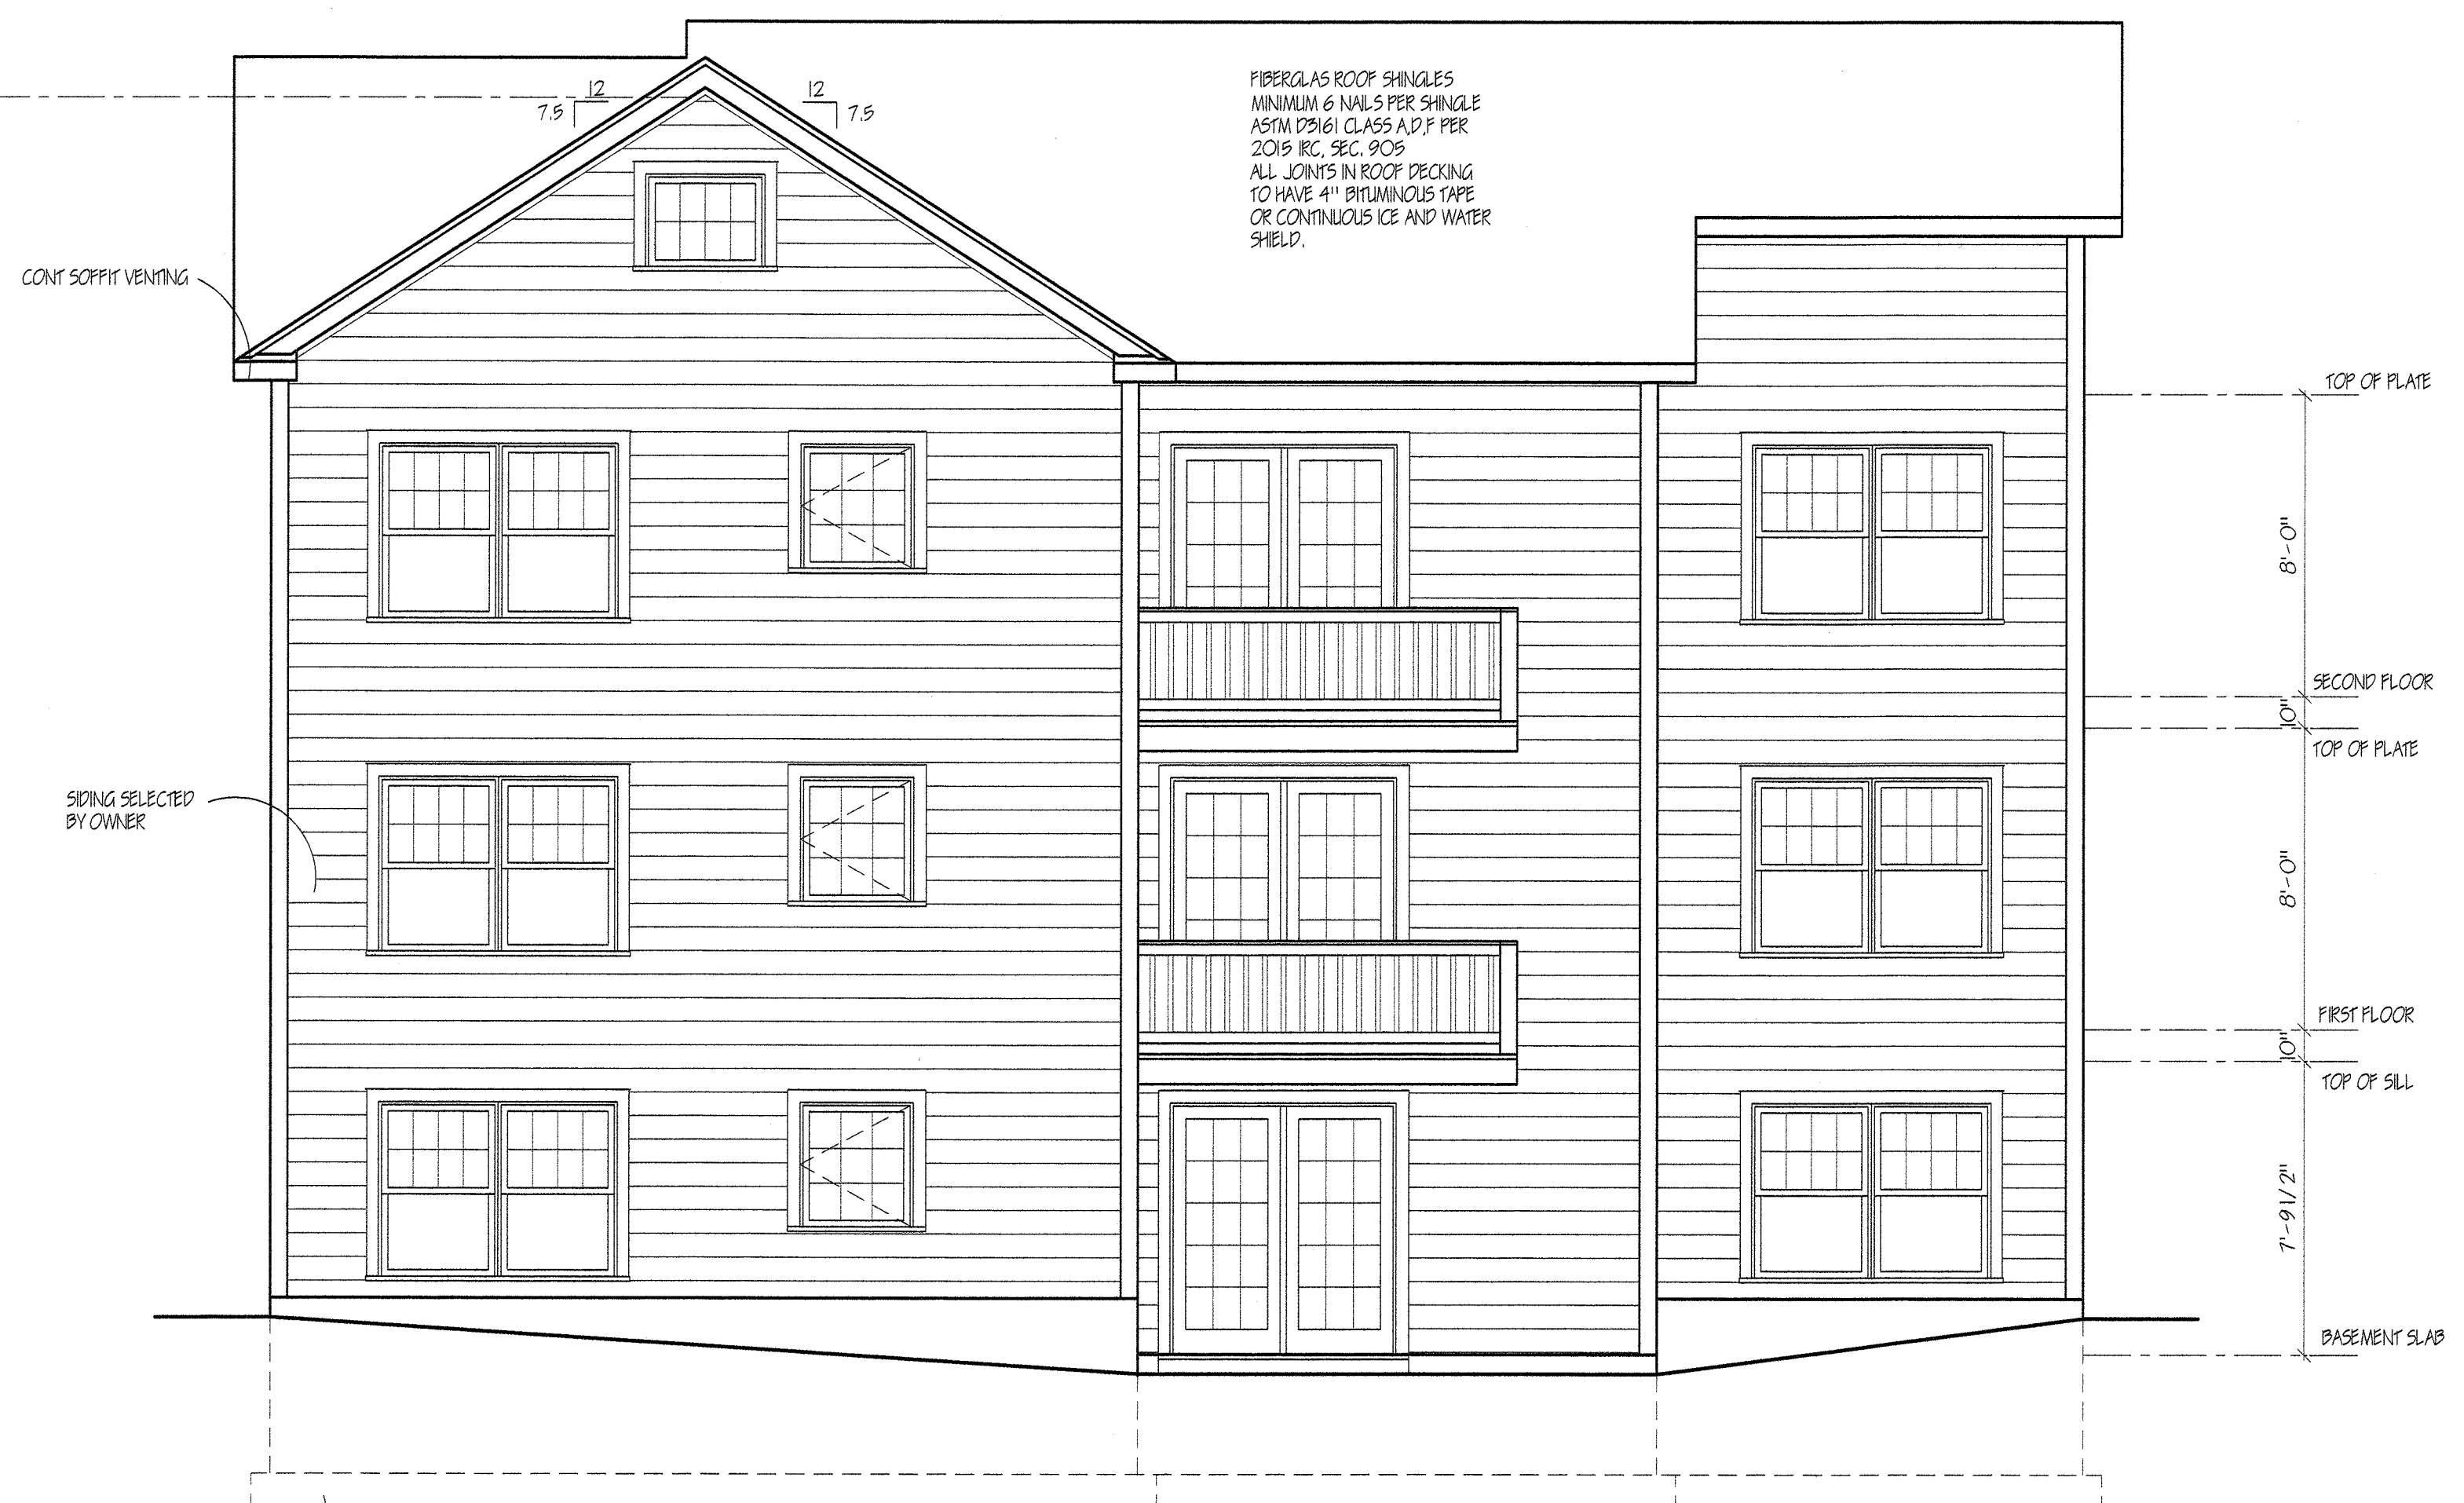 12
7.5
12
7.5
FIBERGLAS ROOF SHINGLES
MINIMUM 6 NAILS PER SHINGLE
ASTM D3161 CLASS A,D,F PER
2015 IRC, SEC. 905
ALL JOINTS IN ROOF DECKING
TO HAVE 4" BITUMINOUS TAPE
OR CONTINUOUS ICE AND WATER
SHIELD.
CONT SOFFIT VENTING
TOP OF PLATE
8'-0"
SECOND FLOOR
10"
TOP OF PLATE
SIDING SELECTED
BY OWNER
8'-0"
FIRST FLOOR
10"
TOP OF SILL
7'-9 1/2"
BASEMENT SLAB